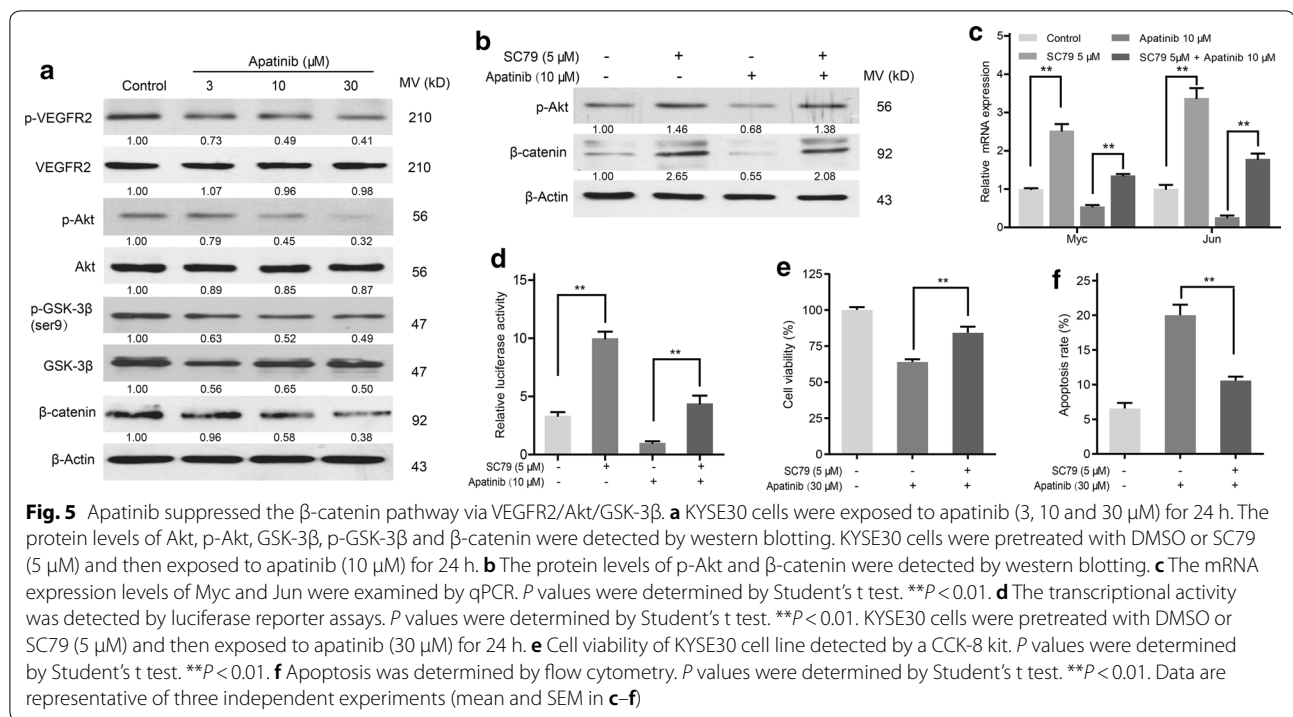 a
Apatinib (μM)
Control 3 10 30 MV (kD)
p-VEGFR2 210
1.00 0.73 0.49 0.41
VEGFR2 210
1.00 1.07 0.96 0.98
p-Akt 56
1.00 0.79 0.45 0.32
Akt 56
1.00 0.89 0.85 0.87
p-GSK-3β
(ser9) 47
1.00 0.63 0.52 0.49
GSK-3β 47
1.00 0.56 0.65 0.50
β-catenin 92
1.00 0.96 0.58 0.38
β-Actin 43
b
SC79 (5 μM) - + - +
Apatinib (10 μM) - - + + MV (kD)
p-Akt 56
1.00 1.46 0.68 1.38
β-catenin 92
1.00 2.65 0.55 2.08
β-Actin 43
c
Control Apatinib 10 μM
SC79 5 μM SC79 5μM + Apatinib 10 μM
Relative mRNA expression
5
4
3
2
1
0
** ** ** **
Myc Jun
d
Relative luciferase activity
15
10
5
0
** **
SC79 (5 μM) - + - +
Apatinib (10 μM) - - + +
e
Cell viability (%)
125
100
75
50
25
0
**
SC79 (5 μM) - - +
Apatinib (30 μM) - + +
f
Apoptosis rate (%)
25
20
15
10
5
0
**
SC79 (5 μM) - - +
Apatinib (30 μM) - + +
Fig. 5 Apatinib suppressed the β-catenin pathway via VEGFR2/Akt/GSK-3β. a KYSE30 cells were exposed to apatinib (3, 10 and 30 μM) for 24 h. The
protein levels of Akt, p-Akt, GSK-3β, p-GSK-3β and β-catenin were detected by western blotting. KYSE30 cells were pretreated with DMSO or SC79
(5 μM) and then exposed to apatinib (10 μM) for 24 h. b The protein levels of p-Akt and β-catenin were detected by western blotting. c The mRNA
expression levels of Myc and Jun were examined by qPCR. P values were determined by Student's t test. **P < 0.01. d The transcriptional activity
was detected by luciferase reporter assays. P values were determined by Student's t test. **P < 0.01. KYSE30 cells were pretreated with DMSO or
SC79 (5 μM) and then exposed to apatinib (30 μM) for 24 h. e Cell viability of KYSE30 cell line detected by a CCK-8 kit. P values were determined
by Student's t test. **P < 0.01. f Apoptosis was determined by flow cytometry. P values were determined by Student's t test. **P < 0.01. Data are
representative of three independent experiments (mean and SEM in c–f)